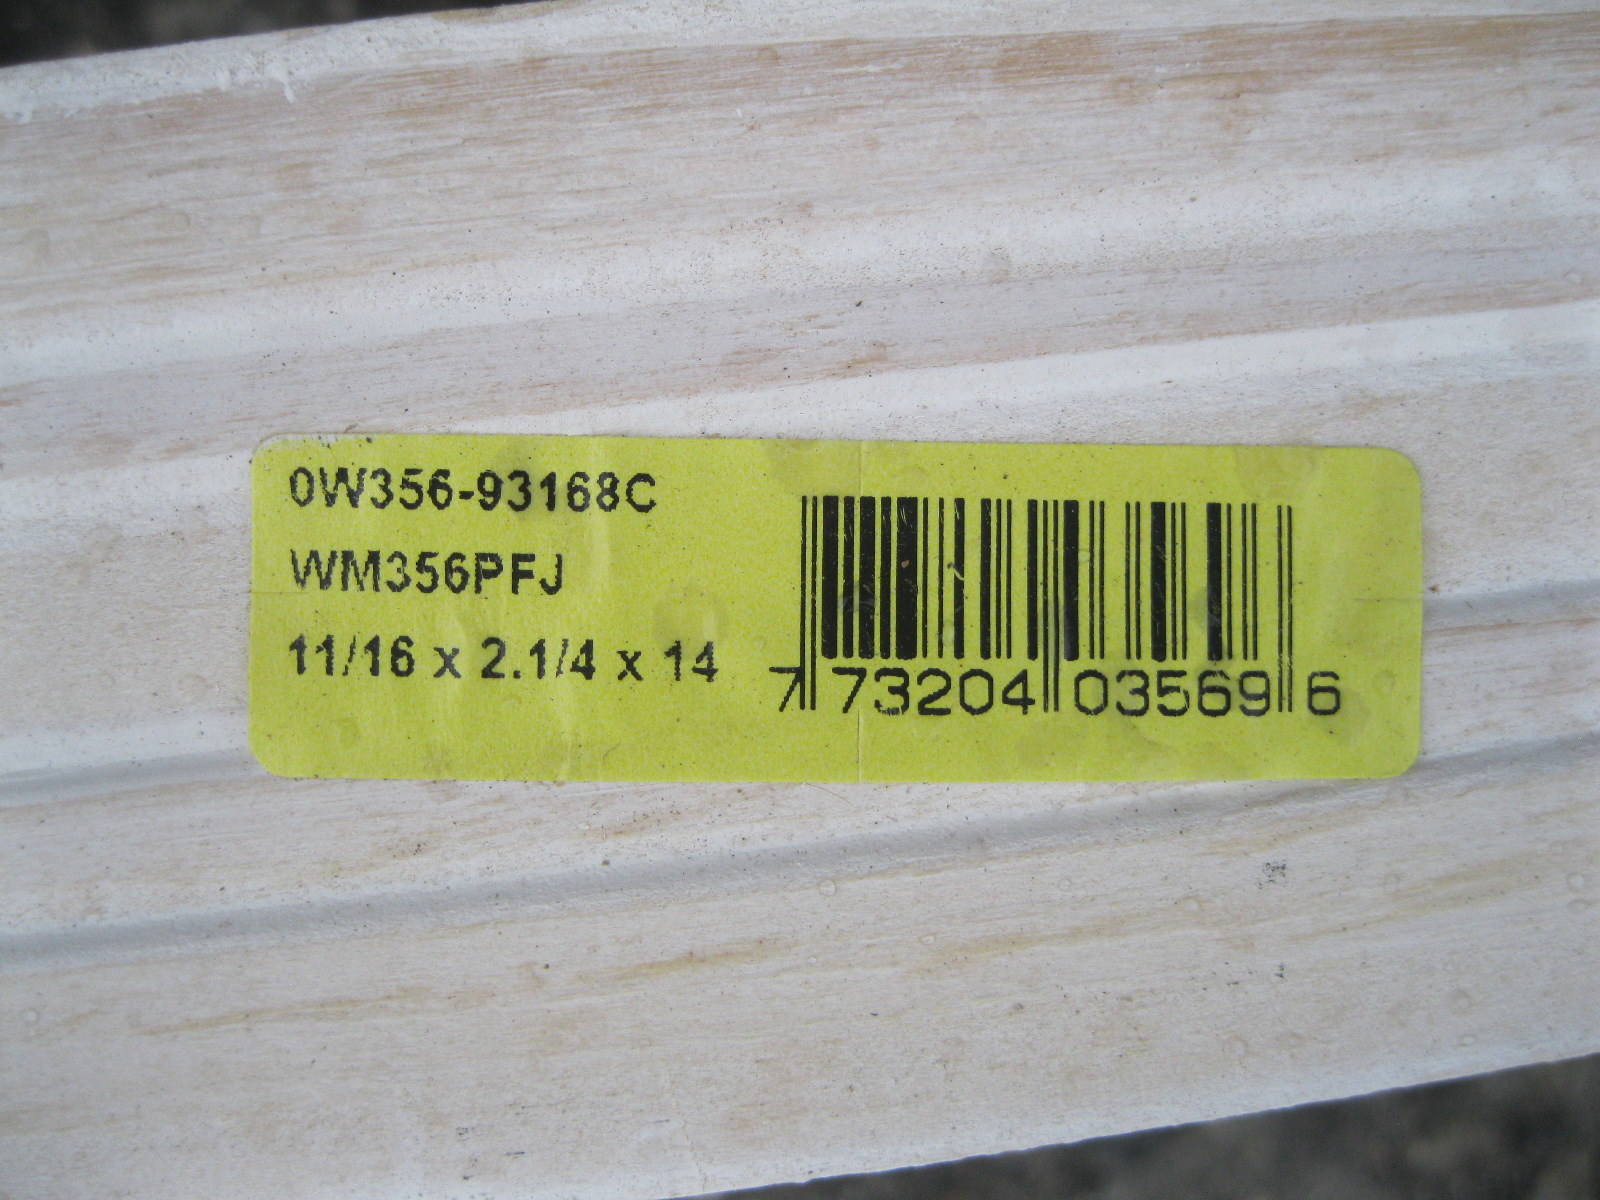 0W356-93168C
WM356PFJ
11/16 x 2.1/4 x 14
7 73204 03569 6